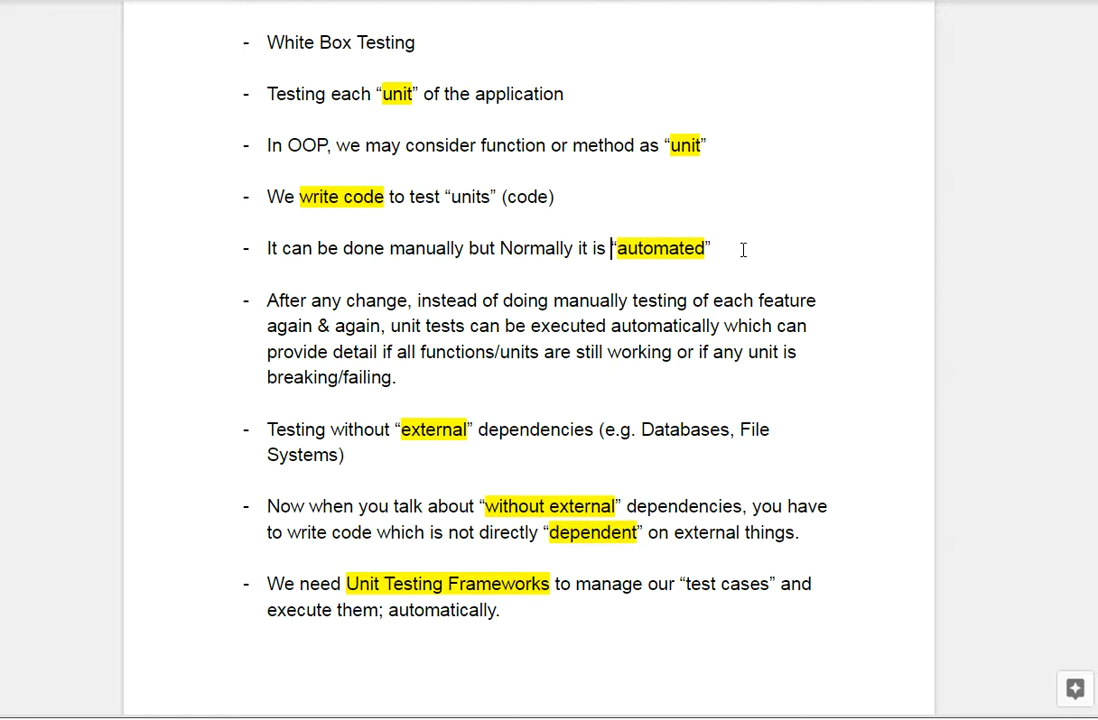 - White Box Testing
- Testing each “unit” of the application
- In OOP, we may consider function or method as “unit”
- We write code to test “units” (code)
- It can be done manually but Normally it is “automated”
- After any change, instead of doing manually testing of each feature
again & again, unit tests can be executed automatically which can
provide detail if all functions/units are still working or if any unit is
breaking/failing.
- Testing without “external” dependencies (e.g. Databases, File
Systems)
- Now when you talk about “without external” dependencies, you have
to write code which is not directly “dependent” on external things.
- We need Unit Testing Frameworks to manage our “test cases” and
execute them; automatically.